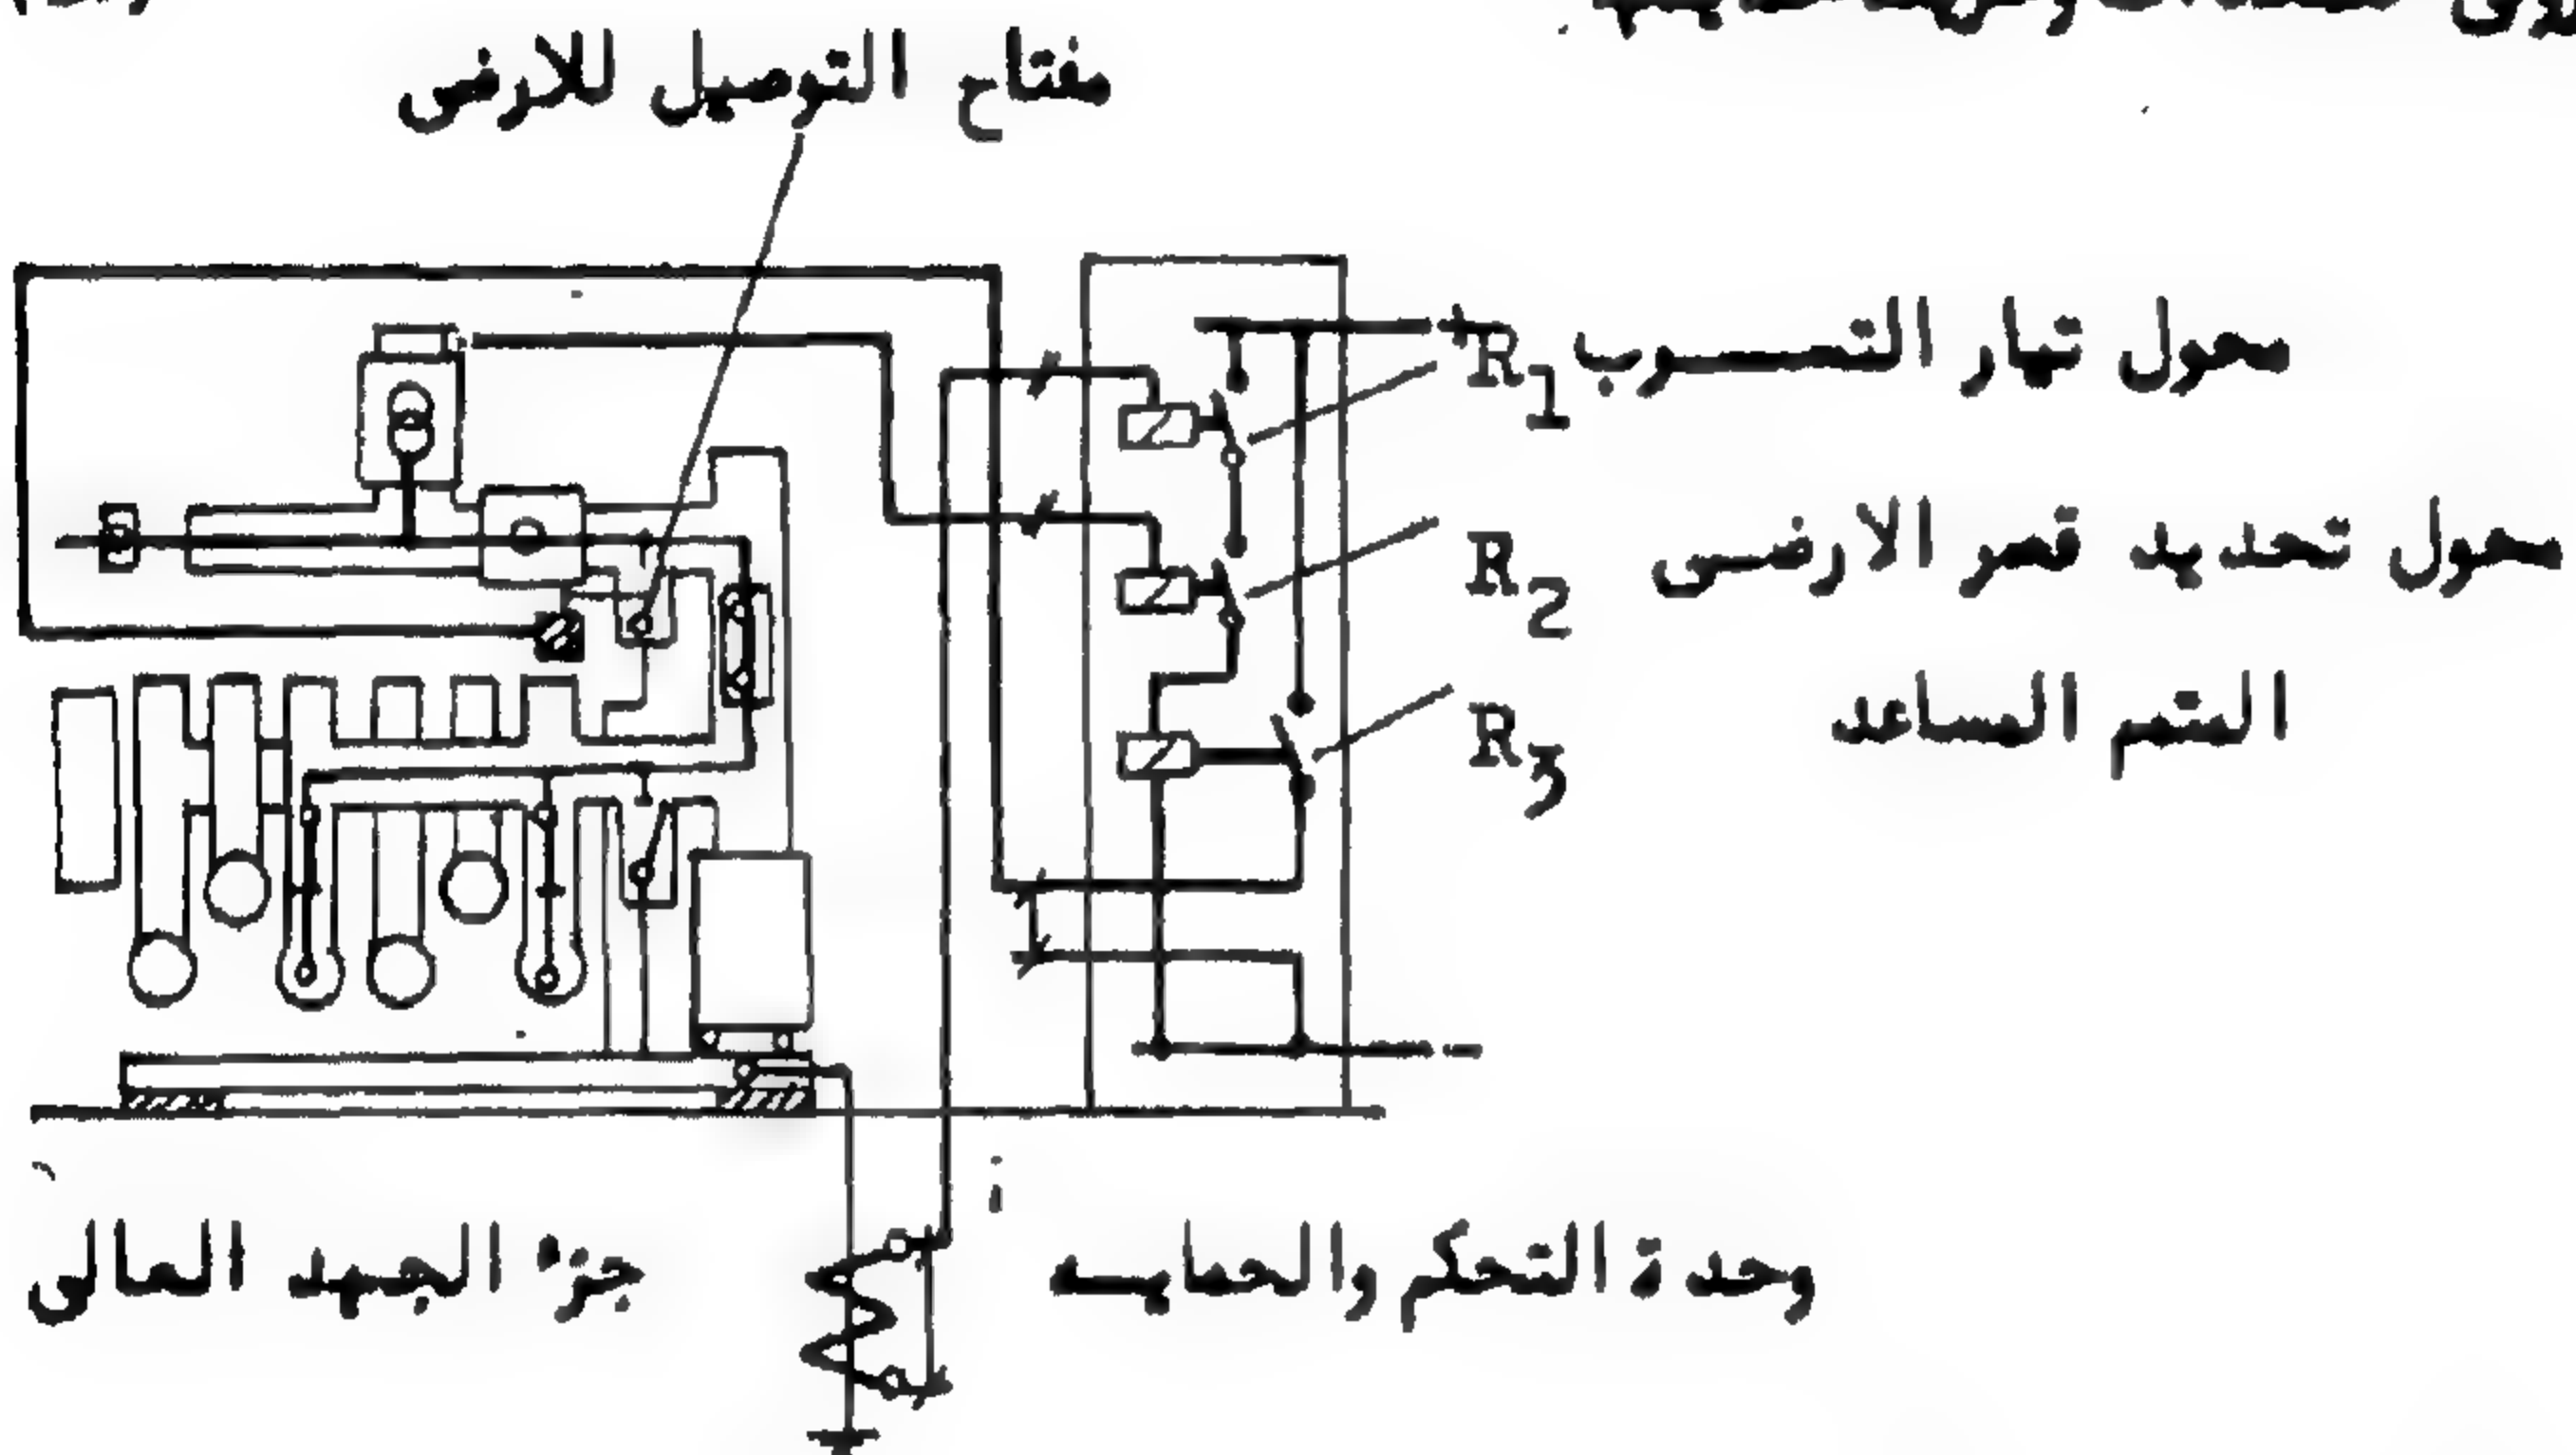 مفتاح التوصيل للارضى
+
R1 محول تيار التسرب
R2 محول تحديد قصر الارضى
R3 المتمم المساعد
-
جزء الجهد العالى
وحدة التحكم والحمايه